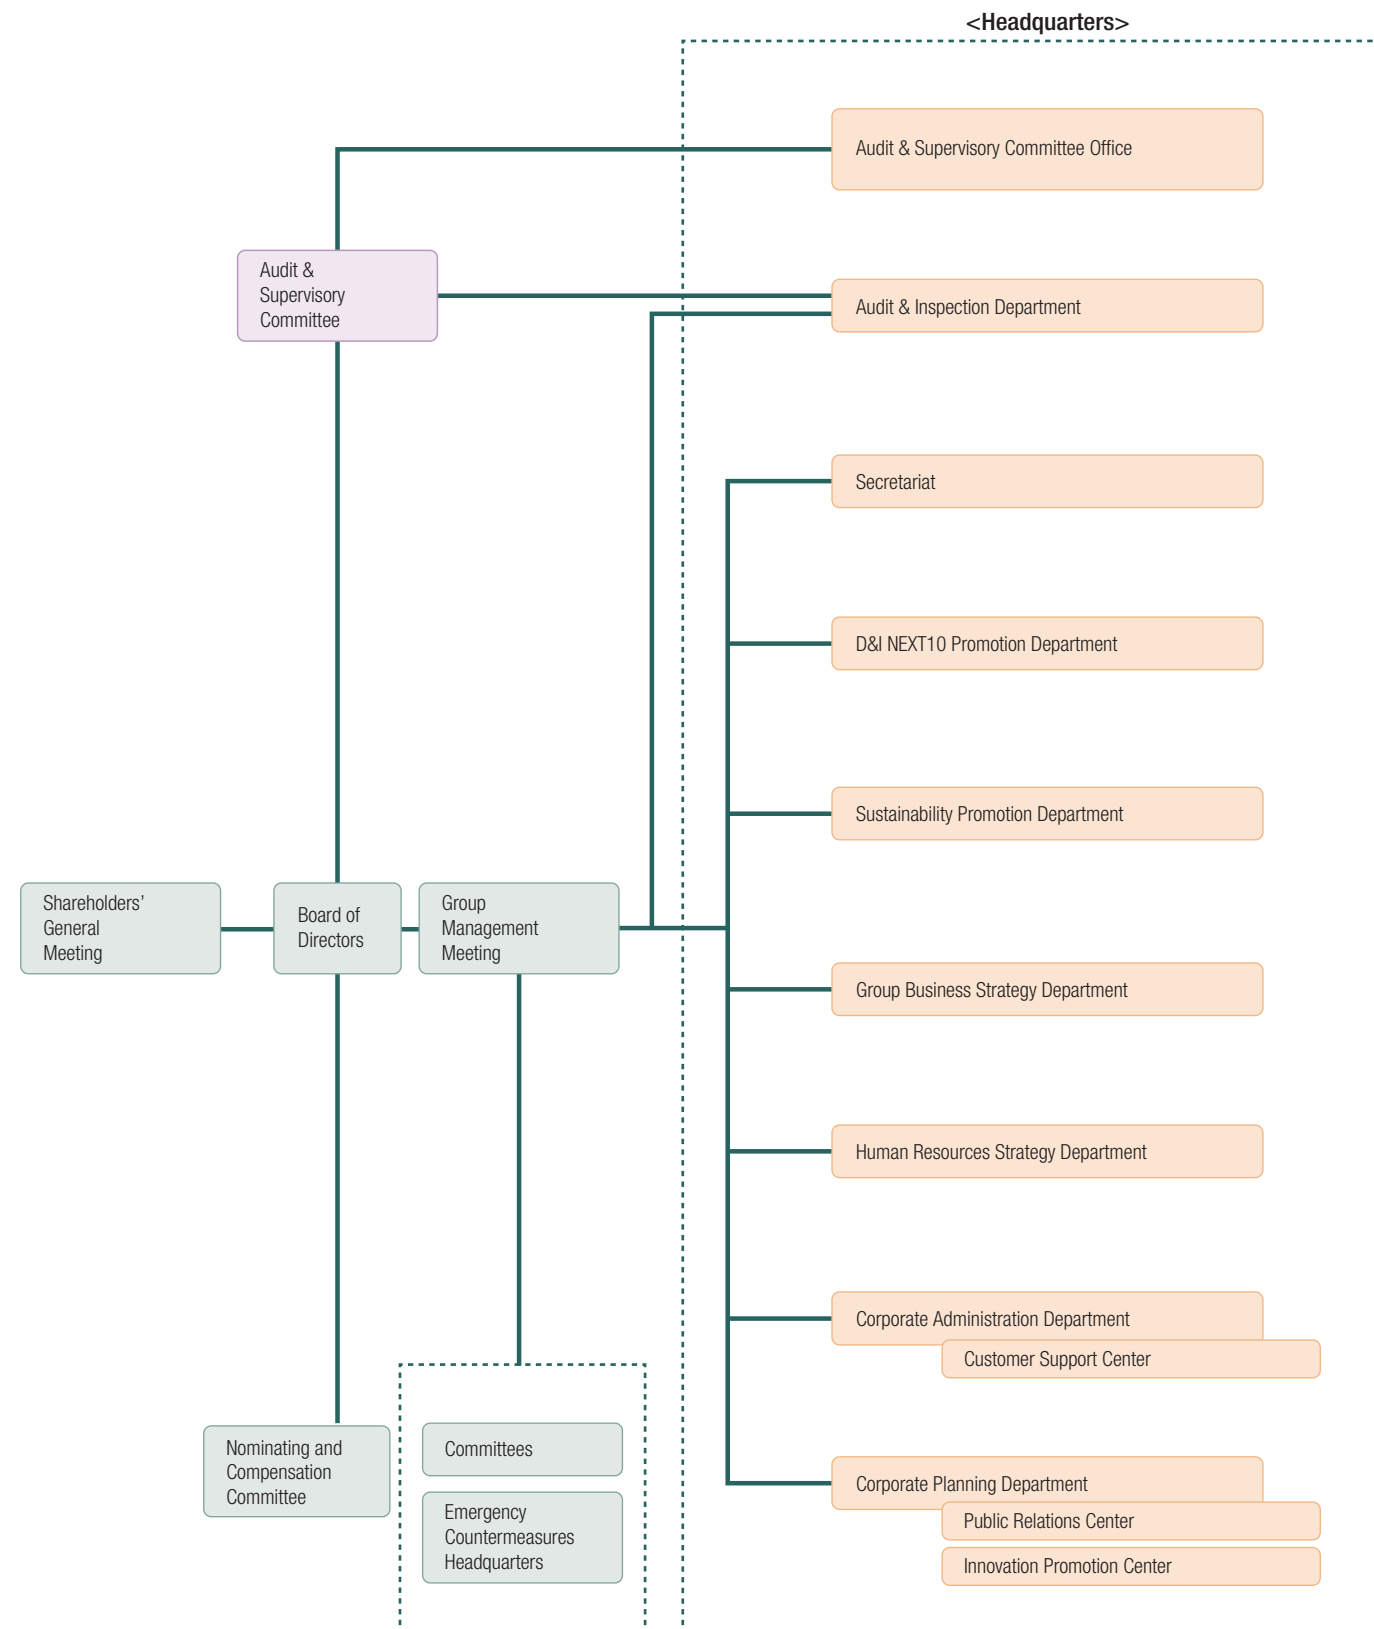 <Headquarters>
Audit & Supervisory Committee Office
Audit &
Supervisory
Committee
Audit & Inspection Department
Secretariat
D&I NEXT10 Promotion Department
Sustainability Promotion Department
Shareholders’
General
Meeting
Board of
Directors
Group
Management
Meeting
Group Business Strategy Department
Human Resources Strategy Department
Corporate Administration Department
Customer Support Center
Nominating and
Compensation
Committee
Committees
Emergency
Countermeasures
Headquarters
Corporate Planning Department
Public Relations Center
Innovation Promotion Center